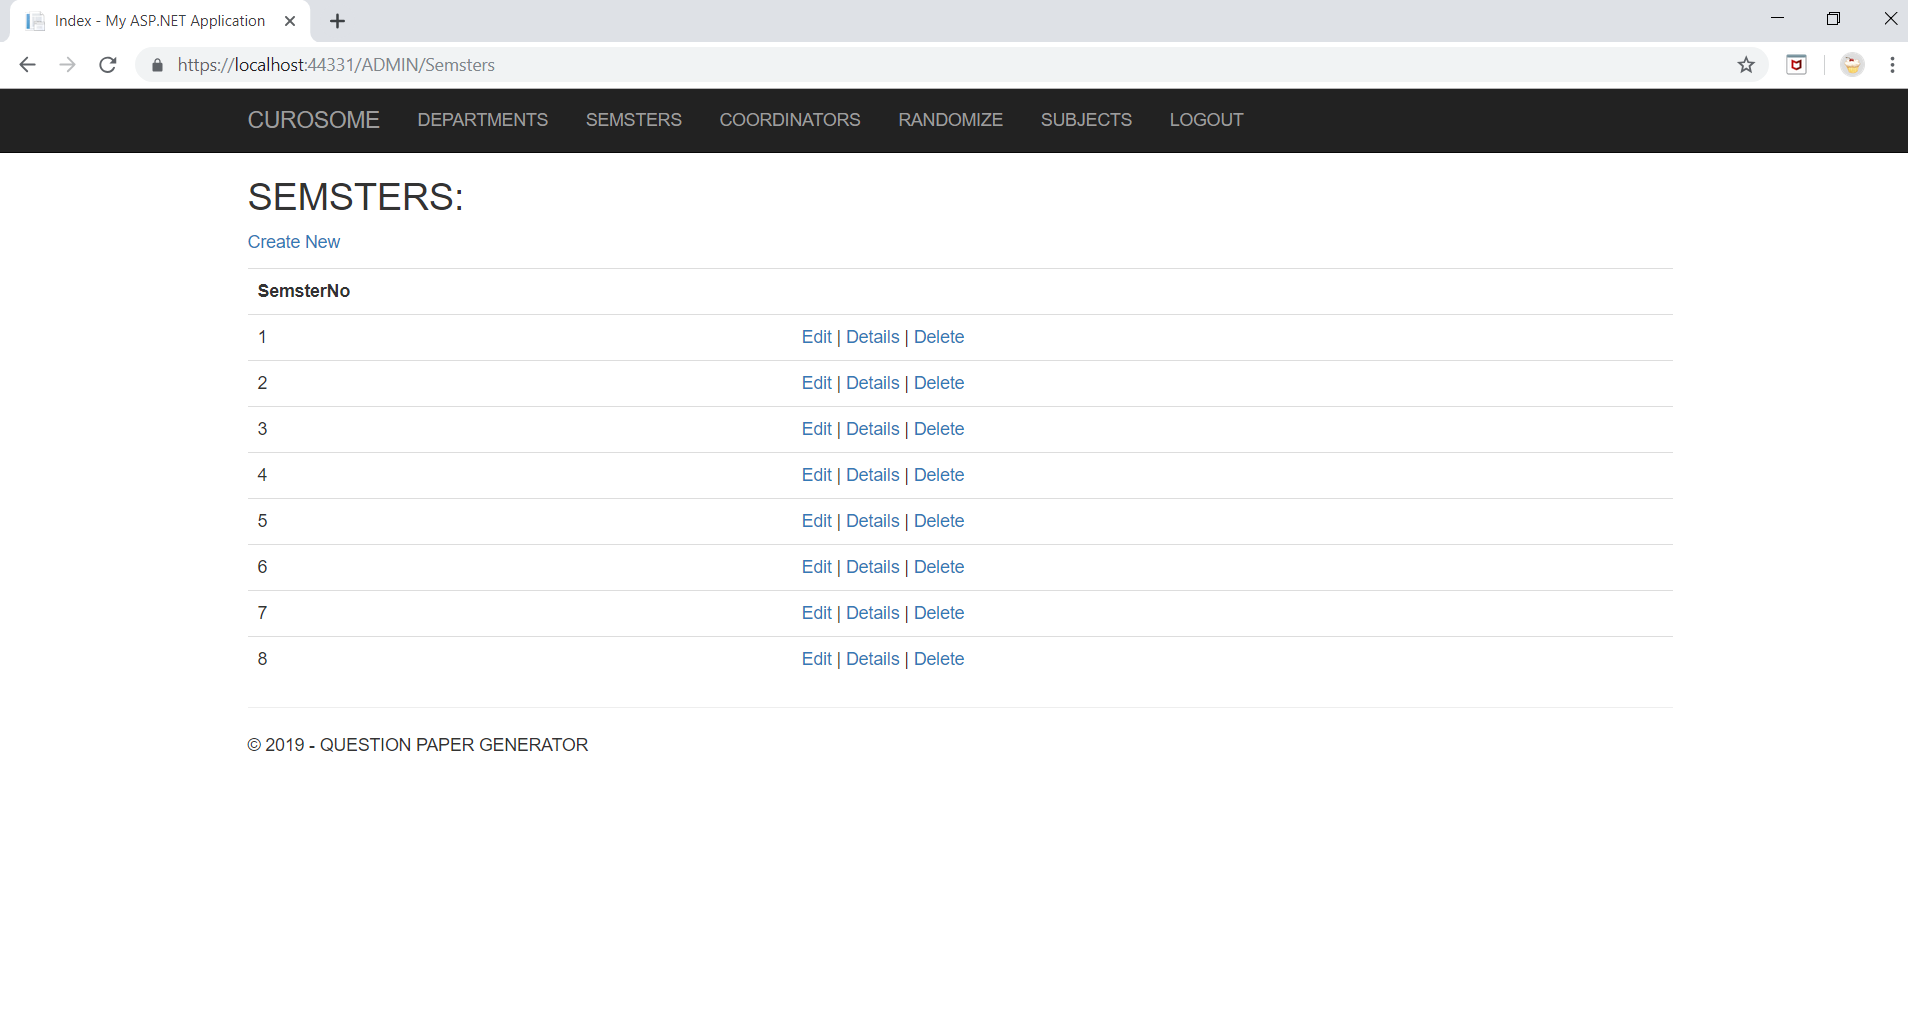 Index - My ASP.NET Application
https://localhost:44331/ADMIN/Semsters
CUROSOME DEPARTMENTS SEMSTERS COORDINATORS RANDOMIZE SUBJECTS LOGOUT
SEMSTERS:
Create New
SemsterNo
1 Edit | Details | Delete
2 Edit | Details | Delete
3 Edit | Details | Delete
4 Edit | Details | Delete
5 Edit | Details | Delete
6 Edit | Details | Delete
7 Edit | Details | Delete
8 Edit | Details | Delete
© 2019 - QUESTION PAPER GENERATOR